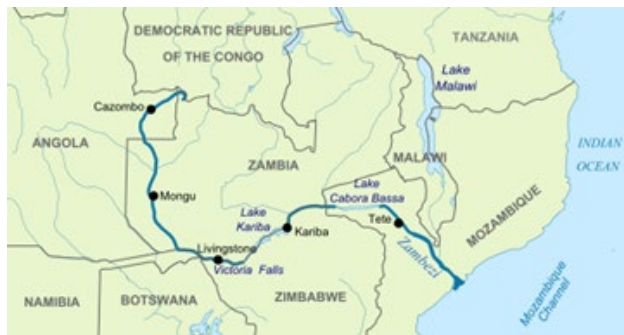 DEMOCRATIC REPUBLIC
OF THE CONGO
TANZANIA
Lake
Malawi
Cazombo
ANGOLA
INDIAN
OCEAN
ZAMBIA
MALAWI
Lake
Cabora Bassa
Mongu
Lake
Kariba
Kariba
Tete
MOZAMBIQUE
Zambezi
Livingstone
Victoria Falls
NAMIBIA
BOTSWANA
ZIMBABWE
Mozambique
Channel